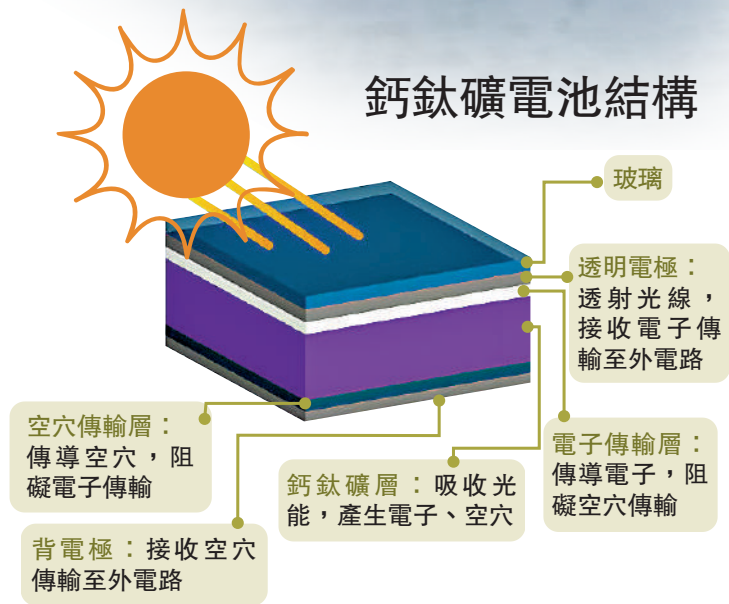 鈣鈦礦電池結構
玻璃
透明電極：
透射光線，
接收電子傳
輸至外電路
空穴傳輸層：
傳導空穴，阻
礙電子傳輸
鈣鈦礦層：吸收光
能，產生電子、空穴
電子傳輸層：
傳導電子，阻
礙空穴傳輸
背電極：接收空穴
傳輸至外電路